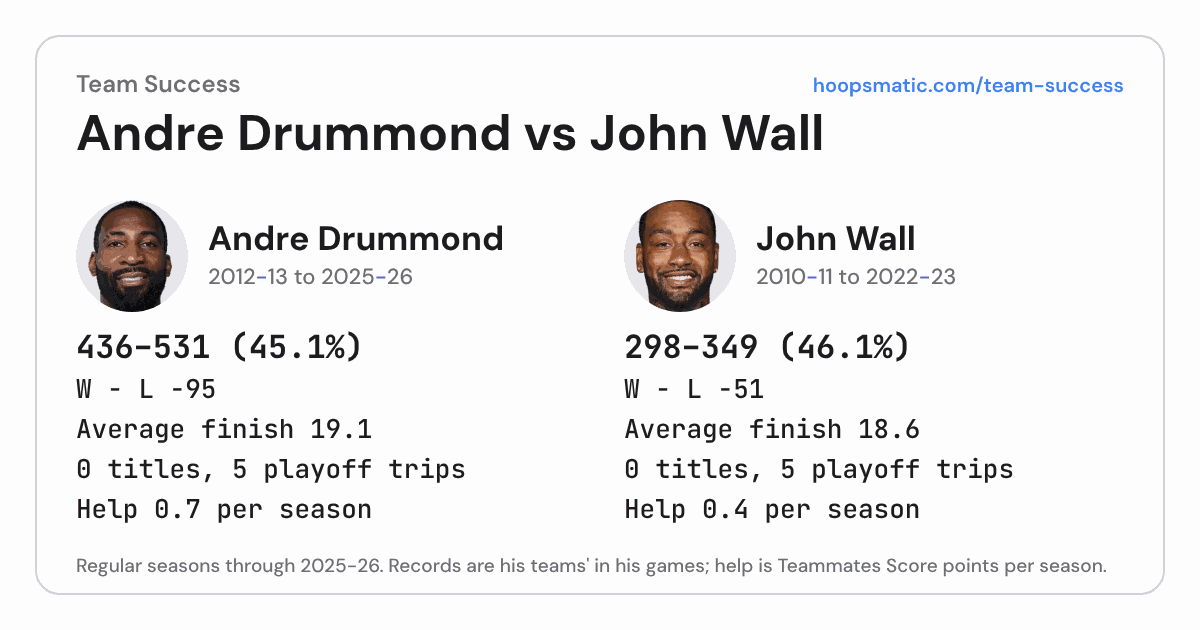 Team Success
hoopsmatic.com/team-success
Andre Drummond vs John Wall
Andre Drummond
2012-13 to 2025-26
436-531 (45.1%)
W - L -95
Average finish 19.1
0 titles, 5 playoff trips
Help 0.7 per season
John Wall
2010-11 to 2022-23
298-349 (46.1%)
W - L -51
Average finish 18.6
0 titles, 5 playoff trips
Help 0.4 per season
Regular seasons through 2025-26. Records are his teams' in his games; help is Teammates Score points per season.